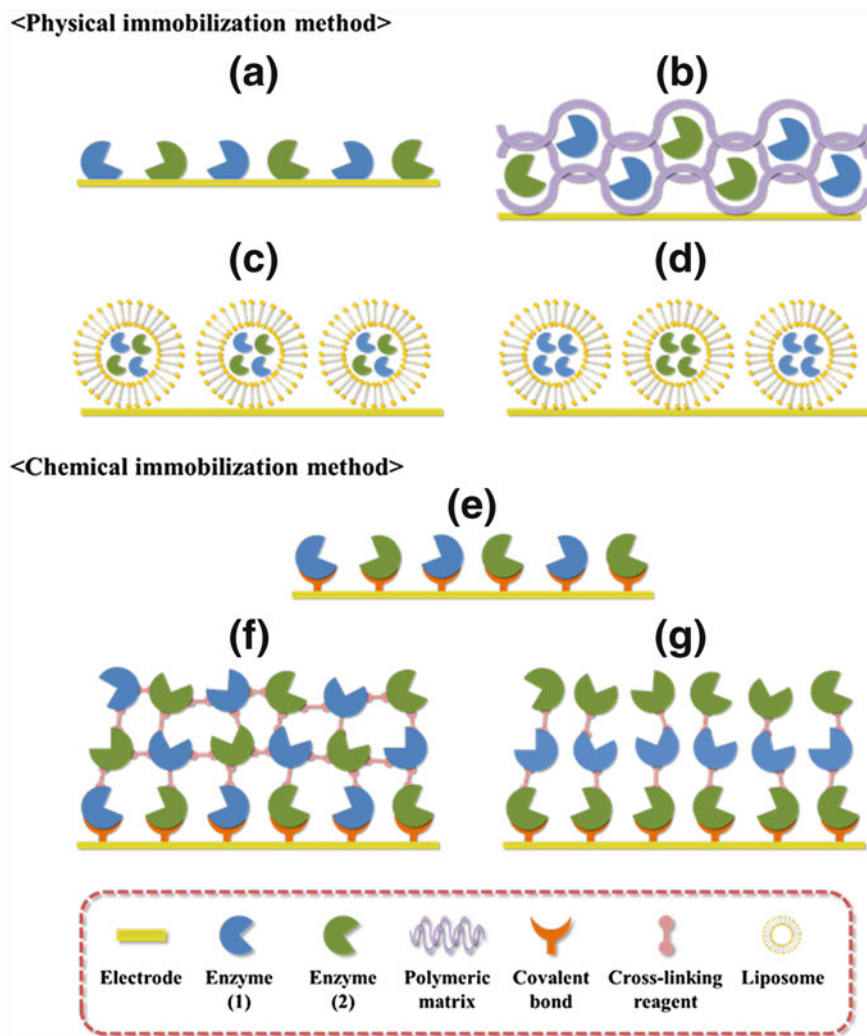 <Physical immobilization method>
(a)
(b)
(c)
(d)
<Chemical immobilization method>
(e)
(f)
(g)
Electrode
Enzyme
(1)
Enzyme
(2)
Polymeric
matrix
Covalent
bond
Cross-linking
reagent
Liposome